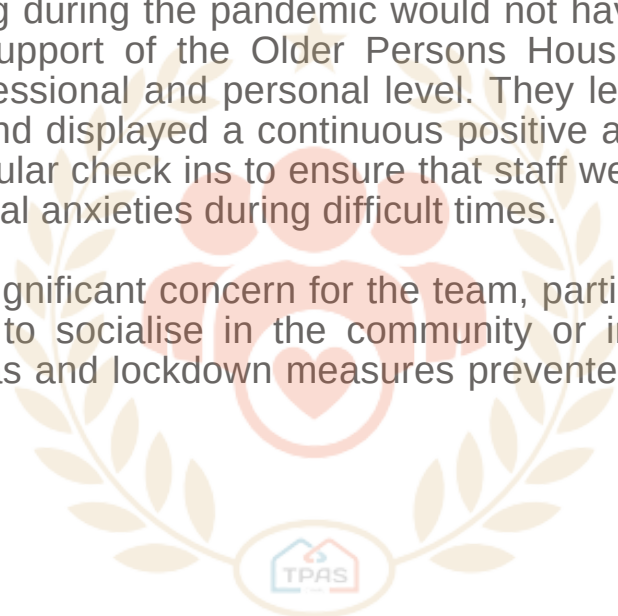 g during the pandemic would not hav
upport of the Older Persons Hous
essional and personal level. They le
nd displayed a continuous positive a
ular check ins to ensure that staff we
al anxieties during difficult times.
gnificant concern for the team, parti
to socialise in the community or i
as and lockdown measures prevente
TPAS